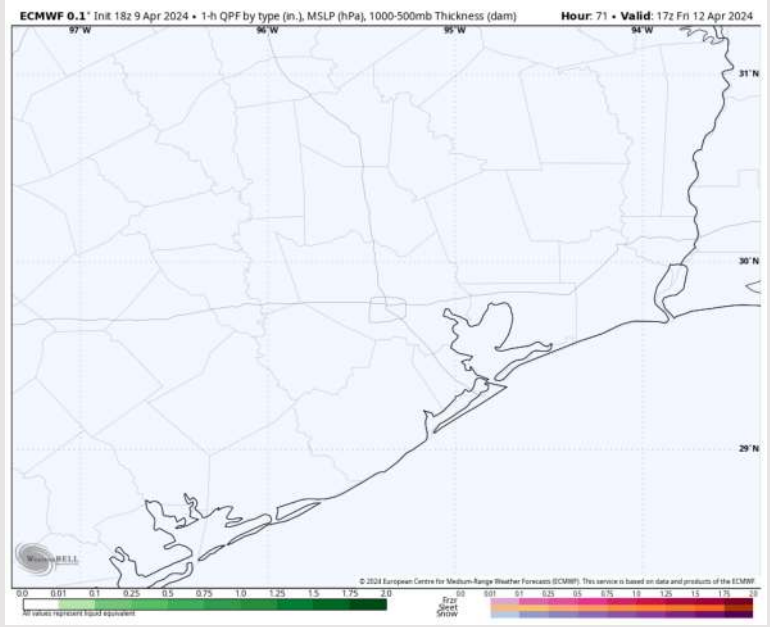 ECMWF 0.1° Init 18z 9 Apr 2024 • 1-h QPF by type (in.), MSLP (hPa), 1000-500mb Thickness (dam) Hour: 71 • Valid: 17z Fri 12 Apr 2024
97°W 96°W 95°W 94°W
31°N
30°N
29°N
WeatherBELL
© 2024 European Centre for Medium-Range Weather Forecasts (ECMWF). This service is based on data and products of the ECMWF
0.0 0.01 0.1 0.25 0.5 0.75 1.0 1.25 1.5 1.75 2.0 0.0 0.01 0.1 0.25 0.5 0.75 1.0 1.25 1.5 1.75 2.0
Frzr
Sleet
Snow
All values represent liquid equivalent